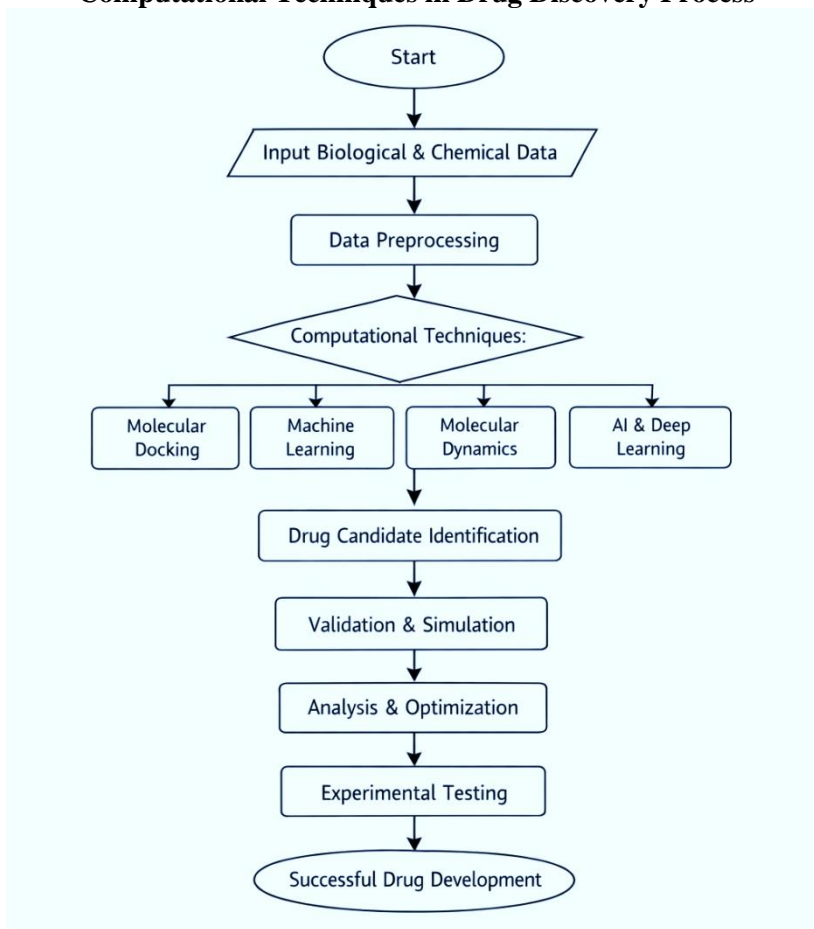 Computational Techniques in Drug Discovery Process
Start
Input Biological & Chemical Data
Data Preprocessing
Computational Techniques:
Molecular
Docking
Machine
Learning
Molecular
Dynamics
AI & Deep
Learning
Drug Candidate Identification
Validation & Simulation
Analysis & Optimization
Experimental Testing
Successful Drug Development